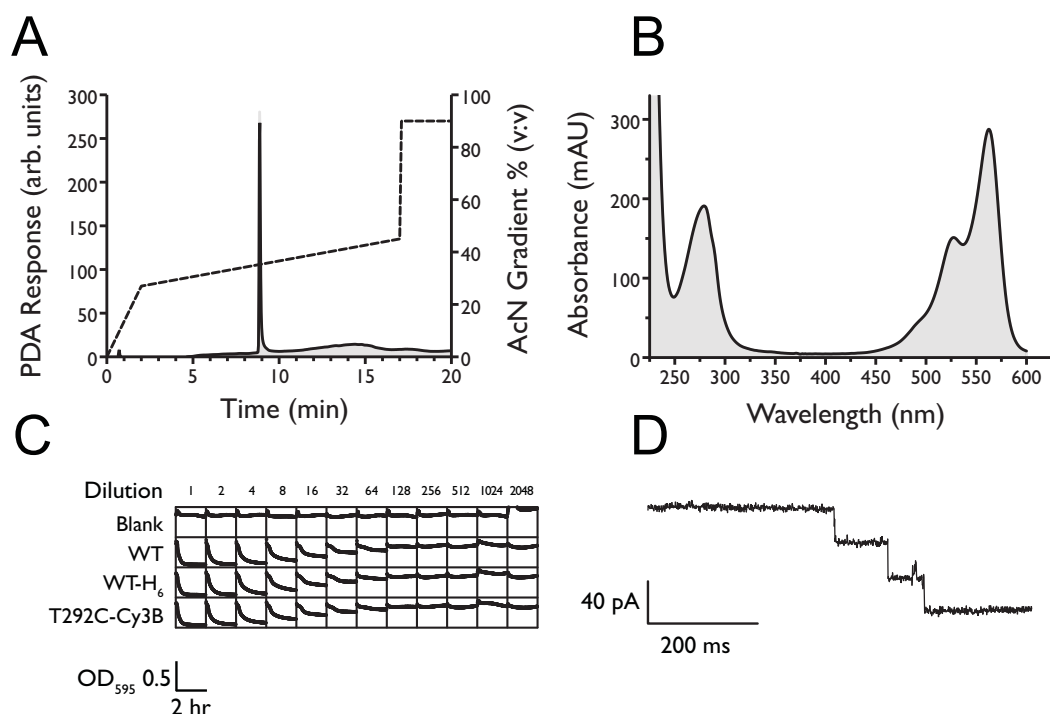 A
PDA Response (arb. units)
300
250
200
150
100
50
0
100
80
60
40
20
0
AcN Gradient % (v:v)
0 5 10 15 20
Time (min)
B
Absorbance (mAU)
300
200
100
0
250 300 350 400 450 500 550 600
Wavelength (nm)
C
Dilution 1 2 4 8 16 32 64 128 256 512 1024 2048
Blank
WT
WT-H6
T292C-Cy3B
OD595 0.5
2 hr
D
40 pA
200 ms